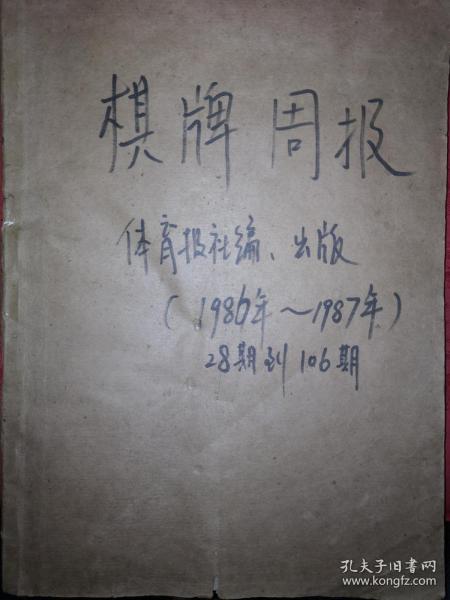 棋牌周报
体育报社编、出版
(1986年～1987年)
28期到106期
孔夫子旧书网
www.kongfz.com